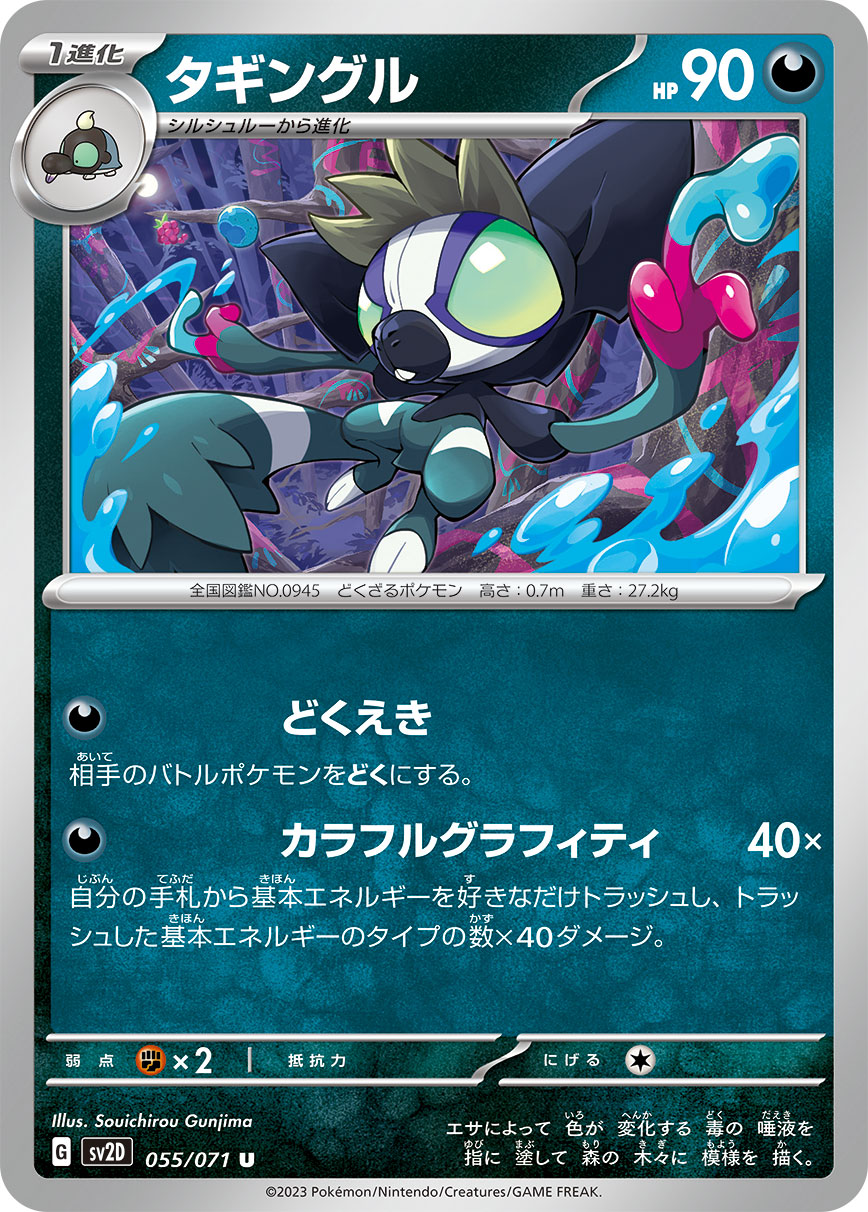 1進化
タギングル
HP 90
シルシュルーから進化
全国図鑑NO.0945 どくざるポケモン 高さ:0.7m 重さ:27.2kg
どくえき
相手のバトルポケモンをどくにする。
カラフルグラフィティ 40×
自分の手札から基本エネルギーを好きなだけトラッシュし、トラッ
シュした基本エネルギーのタイプの数×40ダメージ。
弱点 ×2 抵抗力 にげる
Illus. Souichirou Gunjima
エサによって 色が 変化する 毒の 唾液を
指に 塗して 森の 木々に 模様を 描く。
G sv2D 055/071 U
©2023 Pokémon/Nintendo/Creatures/GAME FREAK.